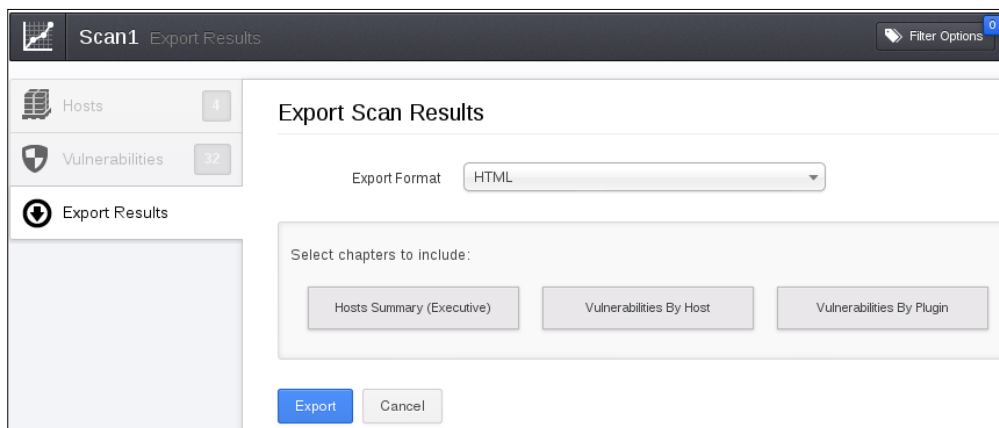 Scan1 Export Results
Filter Options 0
Hosts 4
Vulnerabilities 32
Export Results
Export Scan Results
Export Format HTML
Select chapters to include:
Hosts Summary (Executive) Vulnerabilities By Host Vulnerabilities By Plugin
Export Cancel